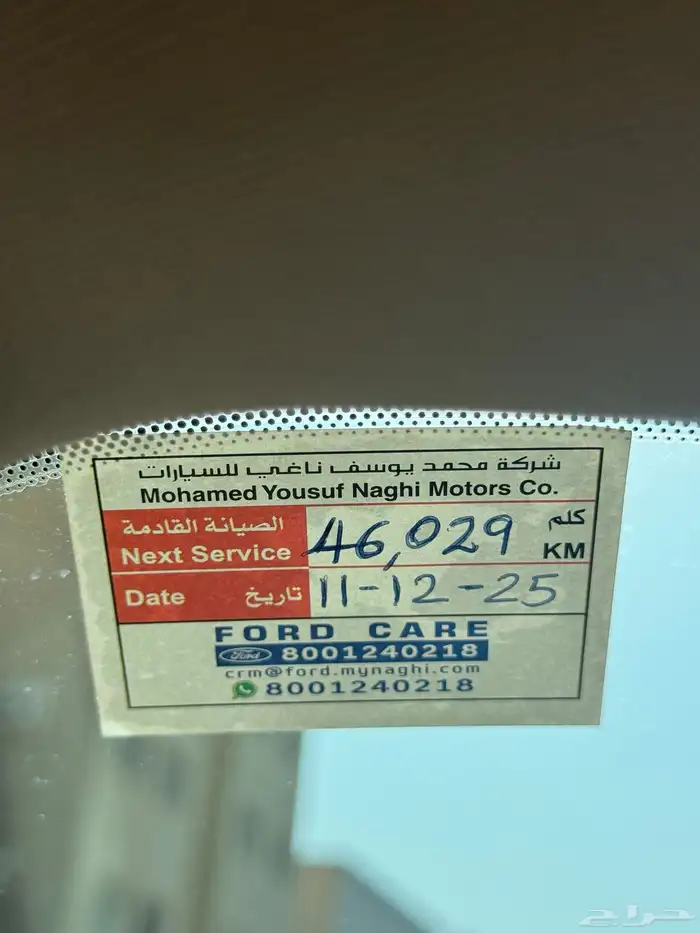 شركة محمد يوسف ناغي للسيارات
Mohamed Yousuf Naghi Motors Co.
الصيانة القادمة 46,029 كلم
Next Service KM
Date 11-12-25 تاريخ
FORD CARE
Ford 8001240218
crm@ford.mynaghi.com
8001240218
حراج